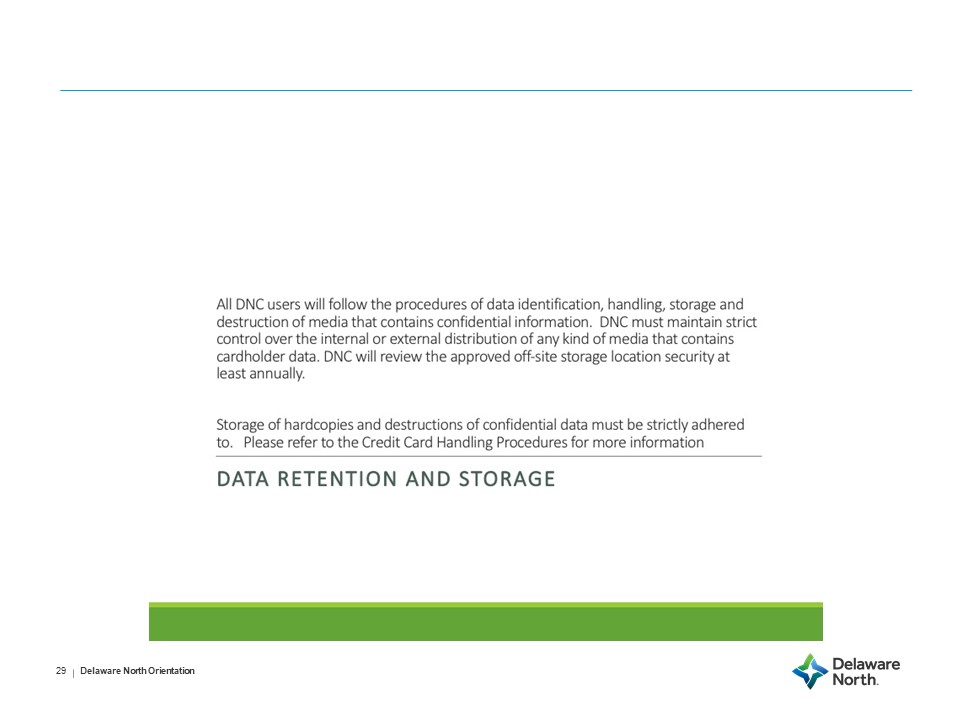 All DNC users will follow the procedures of data identification, handling, storage and
destruction of media that contains confidential information.  DNC must maintain strict
control over the internal or external distribution of any kind of media that contains
cardholder data. DNC will review the approved off-site storage location security at
least annually.
Storage of hardcopies and destructions of confidential data must be strictly adhered
to.   Please refer to the Credit Card Handling Procedures for more information
DATA RETENTION AND STORAGE
29 | Delaware North Orientation
Delaware
North.